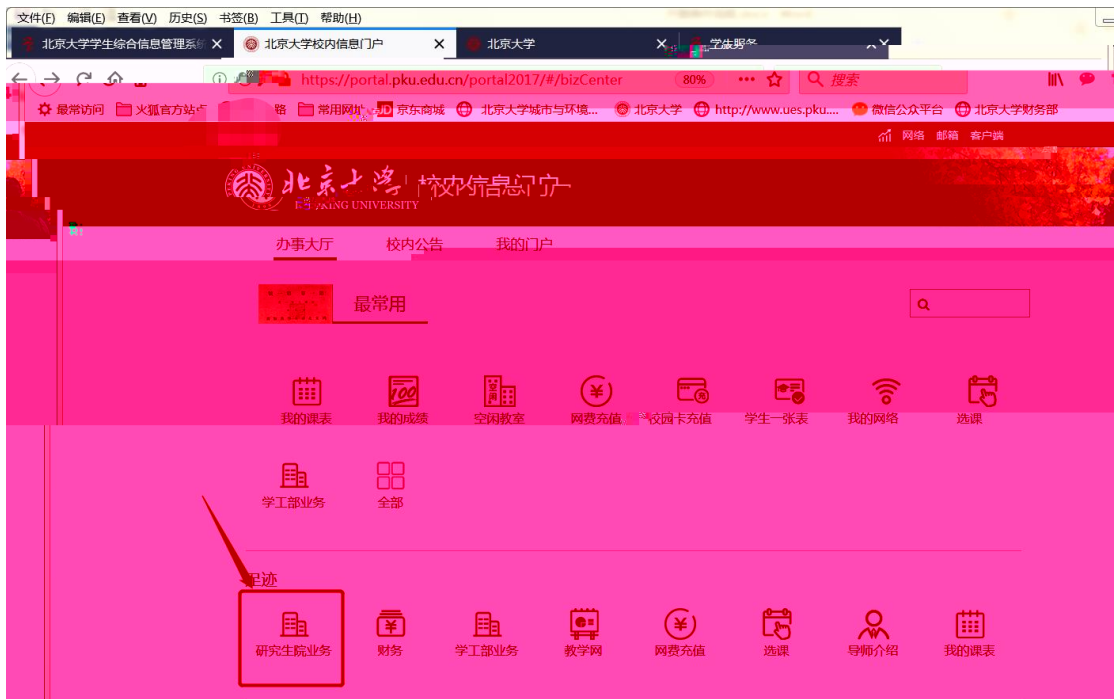 文件(F) 编辑(E) 查看(V) 历史(S) 书签(B) 工具(T) 帮助(H)
北京大学学生综合信息管理系统 北京大学校内信息门户 北京大学
https://portal.pku.edu.cn/portal2017/#/bizCenter 80% 搜索
最常访问 火狐官方站点 常用网址 JD 京东商城 北京大学城市与环境... 北京大学 http://www.ues.pku.... 微信公众平台 北京大学财务部
网络 邮箱 客户端
北京大学 校内信息门户
UNIVERSITY
办事大厅 校内公告 我的门户
最常用
我的课表 我的成绩 空闲教室 网费充值 校园卡充值 学生一张表 我的网络 选课
学工部业务 全部
足迹
研究生院业务 财务 学工部业务 教学网 网费充值 选课 导师介绍 我的课表